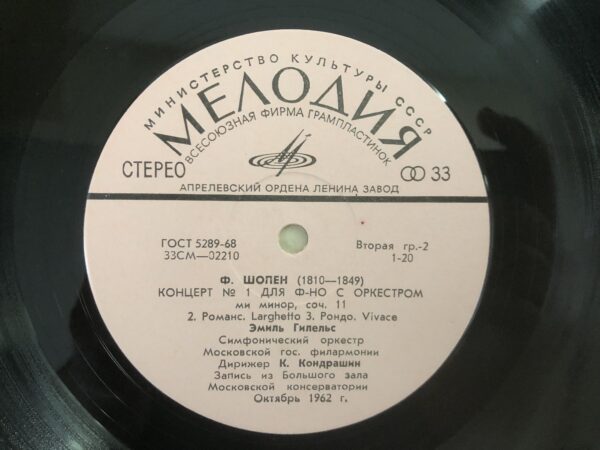 МИНИСТЕРСТВО КУЛЬТУРЫ СССР
МЕЛОДИЯ
ВСЕСОЮЗНАЯ ФИРМА ГРАМПЛАСТИНОК
СТЕРЕО
33
АПРЕЛЕВСКИЙ ОРДЕНА ЛЕНИНА ЗАВОД
ГОСТ 5289-68
Вторая гр.-2
33СМ—02210
1-20
Ф. ШОПЕН (1810—1849)
КОНЦЕРТ № 1 ДЛЯ Ф-НО С ОРКЕСТРОМ
ми минор, соч. 11
2. Романс. Larghetto 3. Рондо. Vivace
Эмиль Гилельс
Симфонический оркестр
Московской гос. филармонии
Дирижер К. Кондрашин
Запись из Большого зала
Московской консерватории
Октябрь 1962 г.